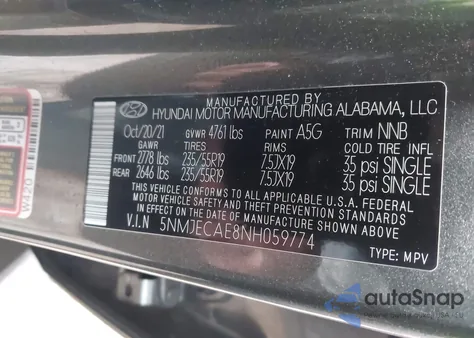 MANUFACTURED BY
HYUNDAI MOTOR MANUFACTURING ALABAMA, LLC.
Oct/20/21 GVWR 4761 lbs PAINT A5G TRIM NNB
GAWR TIRES RIMS COLD TIRE INFL
FRONT 2778 lbs 235/55R19 7.5JX19 35 psi SINGLE
REAR 2646 lbs 235/55R19 7.5JX19 35 psi SINGLE
THIS VEHICLE CONFORMS TO ALL APPLICABLE U.S.A. FEDERAL
MOTOR VEHICLE SAFETY AND THEFT PREVENTION STANDARDS
IN EFFECT ON THE DATE OF MANUFACTURE SHOWN ABOVE.
V.I.N 5NMJECAE8NH059774
TYPE: MPV
W420
autoSnap